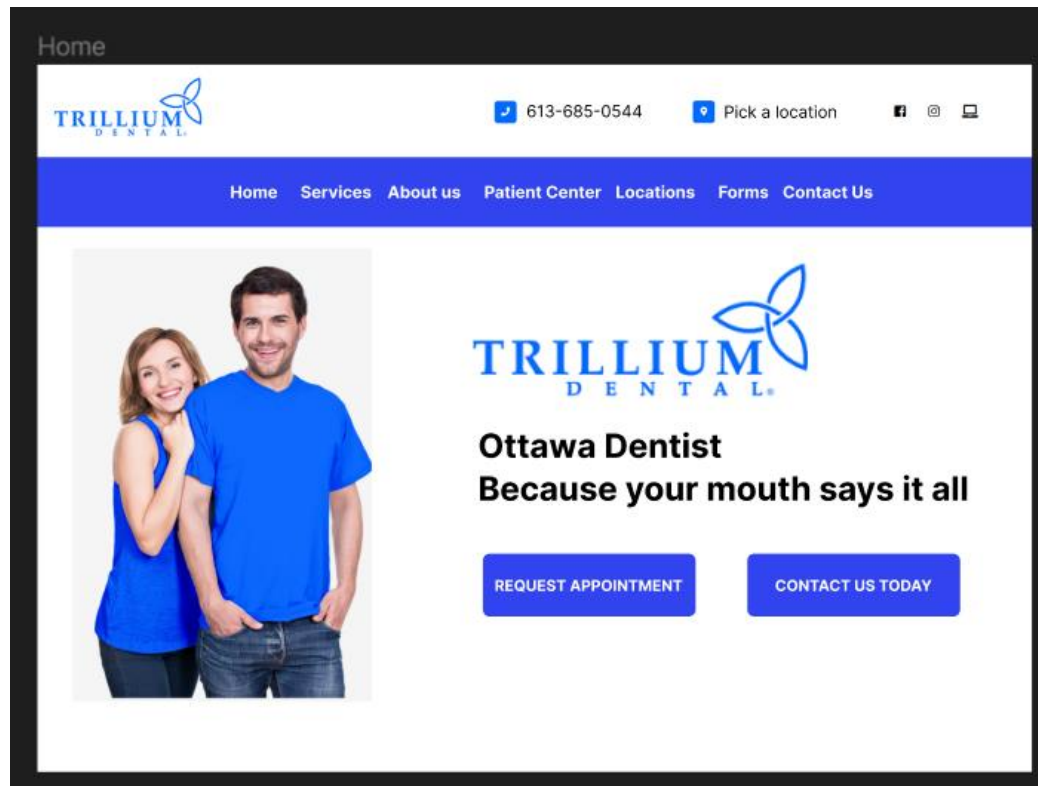 Home
TRILLIUM
DENTAL®
613-685-0544 Pick a location
Home Services About us Patient Center Locations Forms Contact Us
TRILLIUM
DENTAL®
Ottawa Dentist
Because your mouth says it all
REQUEST APPOINTMENT CONTACT US TODAY